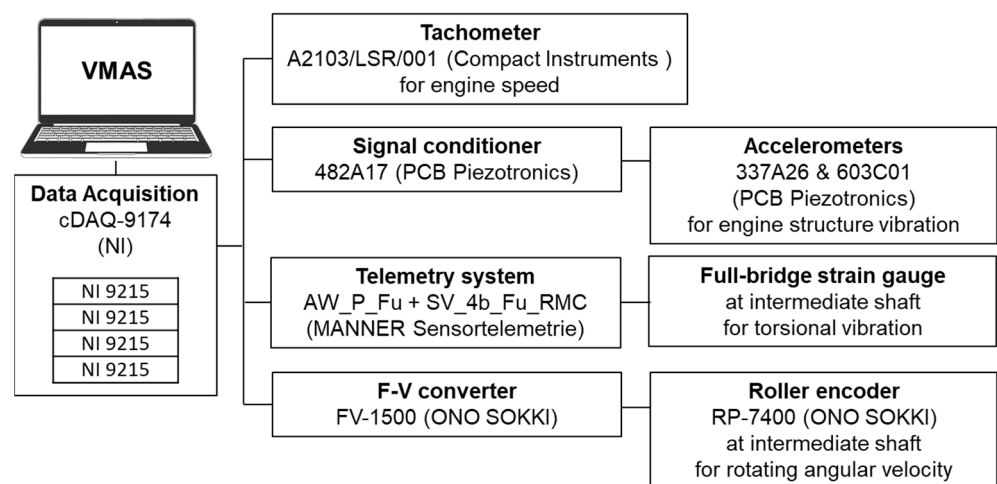 VMAS
Data Acquisition
cDAQ-9174
(NI)
NI 9215
NI 9215
NI 9215
NI 9215
Tachometer
A2103/LSR/001 (Compact Instruments )
for engine speed
Signal conditioner
482A17 (PCB Piezotronics)
Accelerometers
337A26 & 603C01
(PCB Piezotronics)
for engine structure vibration
Telemetry system
AW_P_Fu + SV_4b_Fu_RMC
(MANNER Sensortelemetrie)
Full-bridge strain gauge
at intermediate shaft
for torsional vibration
F-V converter
FV-1500 (ONO SOKKI)
Roller encoder
RP-7400 (ONO SOKKI)
at intermediate shaft
for rotating angular velocity